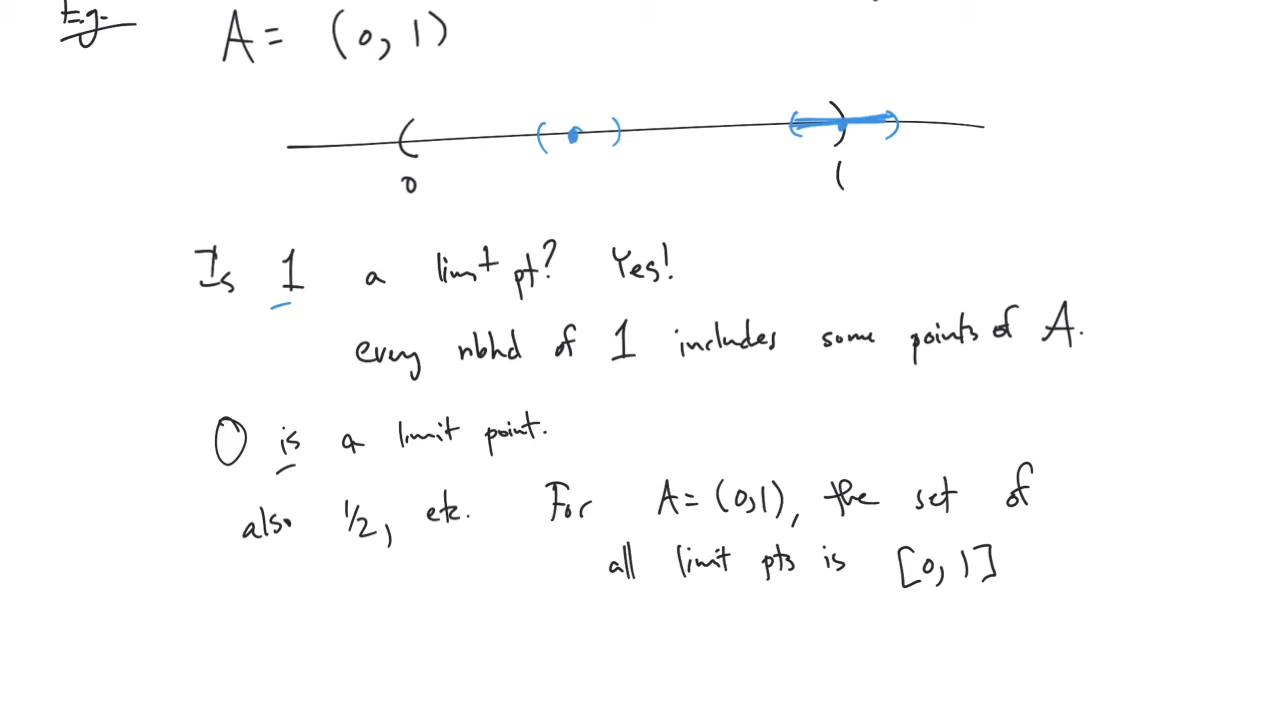 E.g.
A = (0, 1)
( ( ) ( ) )
0 1
Is 1 a limit pt? Yes!
every nbhd of 1 includes some points of A.
0 is a limit point.
also 1/2, etc. For A = (0,1), the set of
all limit pts is [0, 1]